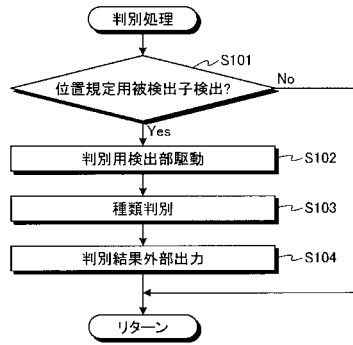 判別処理
S101
位置規定用被検出子検出?
No
Yes
判別用検出部駆動
S102
種類判別
S103
判別結果外部出力
S104
リターン